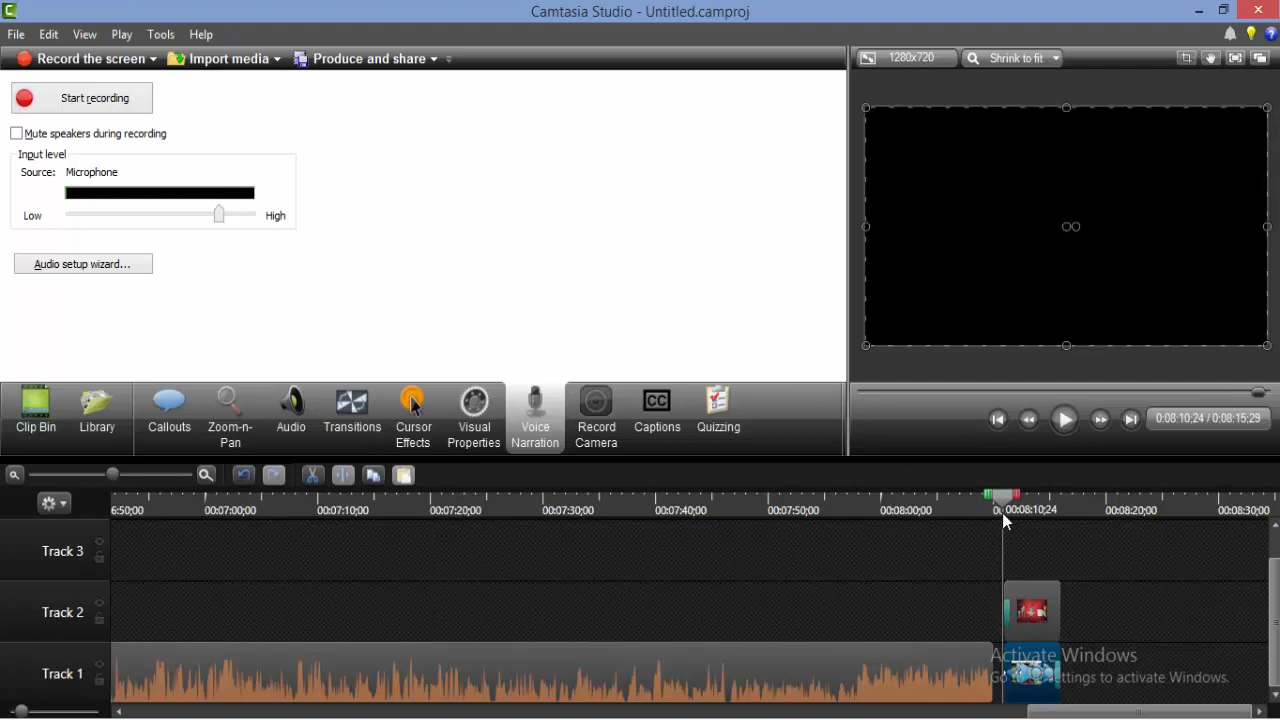 Camtasia Studio - Untitled.camproj
File Edit View Play Tools Help
Record the screen Import media Produce and share
1280x720 Shrink to fit
Start recording
Mute speakers during recording
Input level
Source: Microphone
Low High
Audio setup wizard...
Clip Bin Library Callouts Zoom-n-Pan Audio Transitions Cursor Effects Visual Properties Voice Narration Record Camera CC Captions Quizzing
0:08:10;24 / 0:08:15;29
6:50;00 00:07:00;00 00:07:10;00 00:07:20;00 00:07:30;00 00:07:40;00 00:07:50;00 00:08:00;00 00:08:10;24 00:08:20;00 00:08:30;00
Track 3
Track 2
Track 1
Activate Windows
Go to Settings to activate Windows.